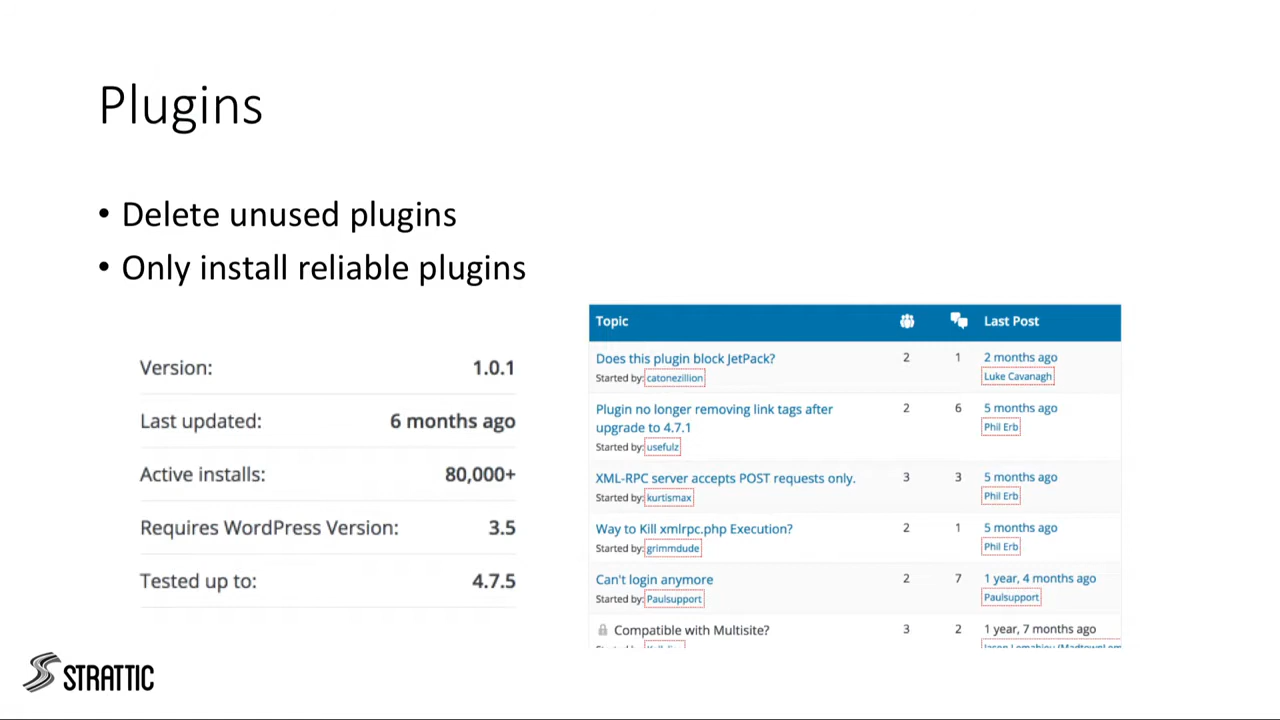 Plugins
• Delete unused plugins
• Only install reliable plugins
Version: 1.0.1
Last updated: 6 months ago
Active installs: 80,000+
Requires WordPress Version: 3.5
Tested up to: 4.7.5
Topic Last Post
Does this plugin block JetPack? 2 1 2 months ago
Started by: catonezillion Luke Cavanagh
Plugin no longer removing link tags after 2 6 5 months ago
upgrade to 4.7.1 Phil Erb
Started by: usefulz
XML-RPC server accepts POST requests only. 3 3 5 months ago
Started by: kurtismax Phil Erb
Way to Kill xmlrpc.php Execution? 2 1 5 months ago
Started by: grimmdude Phil Erb
Can't login anymore 2 7 1 year, 4 months ago
Started by: Paulsupport Paulsupport
Compatible with Multisite? 3 2 1 year, 7 months ago
STRATTIC